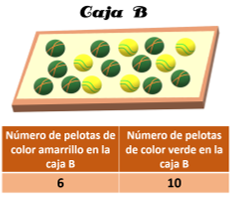 Caja B
Número de pelotas de
color amarrillo en la
caja B
Número de pelotas
de color verde en la
caja B
6
10